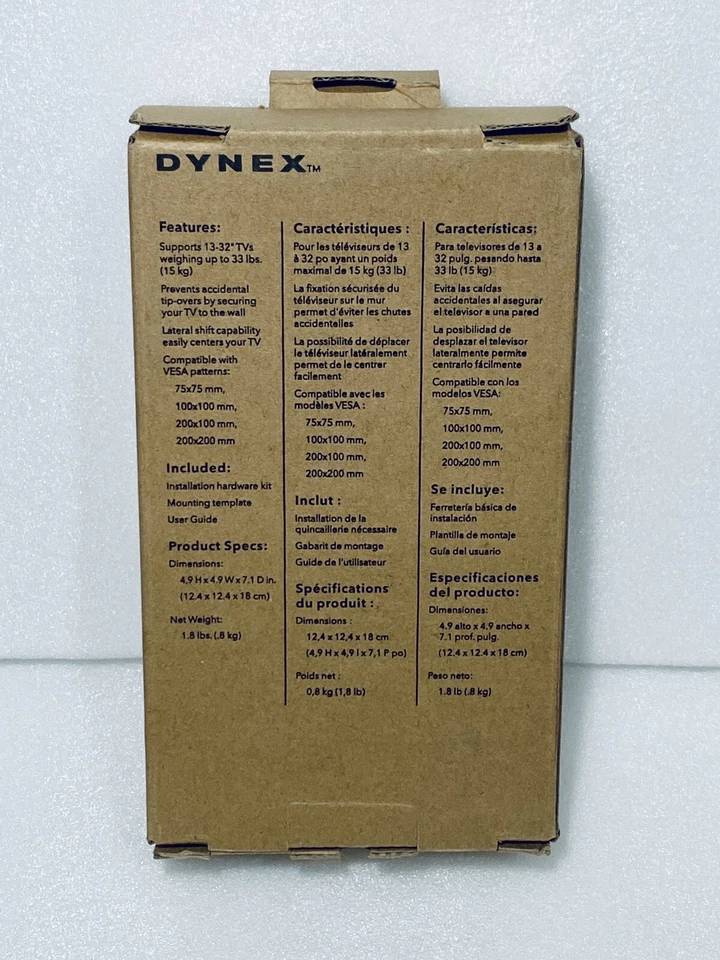 DYNEX™
Features:
Supports 13-32" TVs
weighing up to 33 lbs.
(15 kg)
Prevents accidental
tip-overs by securing
your TV to the wall
Lateral shift capability
easily centers your TV
Compatible with
VESA patterns:
75x75 mm,
100x100 mm,
200x100 mm,
200x200 mm
Included:
Installation hardware kit
Mounting template
User Guide
Product Specs:
Dimensions:
4.9 H x 4.9 W x 7.1 D in.
(12.4 x 12.4 x 18 cm)
Net Weight:
1.8 lbs. (.8 kg)
Caractéristiques :
Pour les téléviseurs de 13
à 32 po ayant un poids
maximal de 15 kg (33 lb)
La fixation sécurisée du
téléviseur sur le mur
permet d'éviter les chutes
accidentelles
La possibilité de déplacer
le téléviseur latéralement
permet de le centrer
facilement
Compatible avec les
modèles VESA :
75x75 mm,
100x100 mm,
200x100 mm,
200x200 mm
Inclut :
Installation de la
quincaillerie nécessaire
Gabarit de montage
Guide de l'utilisateur
Spécifications
du produit :
Dimensions :
12,4 x 12,4 x 18 cm
(4,9 H x 4,9 l x 7,1 P po)
Poids net :
0,8 kg (1,8 lb)
Características:
Para televisores de 13 a
32 pulg. pesando hasta
33 lb (15 kg)
Evita las caídas
accidentales al asegurar
el televisor a una pared
La posibilidad de
desplazar el televisor
lateralmente permite
centrarlo fácilmente
Compatible con los
modelos VESA:
75x75 mm,
100x100 mm,
200x100 mm,
200x200 mm
Se incluye:
Ferretería básica de
instalación
Plantilla de montaje
Guía del usuario
Especificaciones
del producto:
Dimensiones:
4.9 alto x 4.9 ancho x
7.1 prof. pulg.
(12.4 x 12.4 x 18 cm)
Peso neto:
1.8 lb (.8 kg)